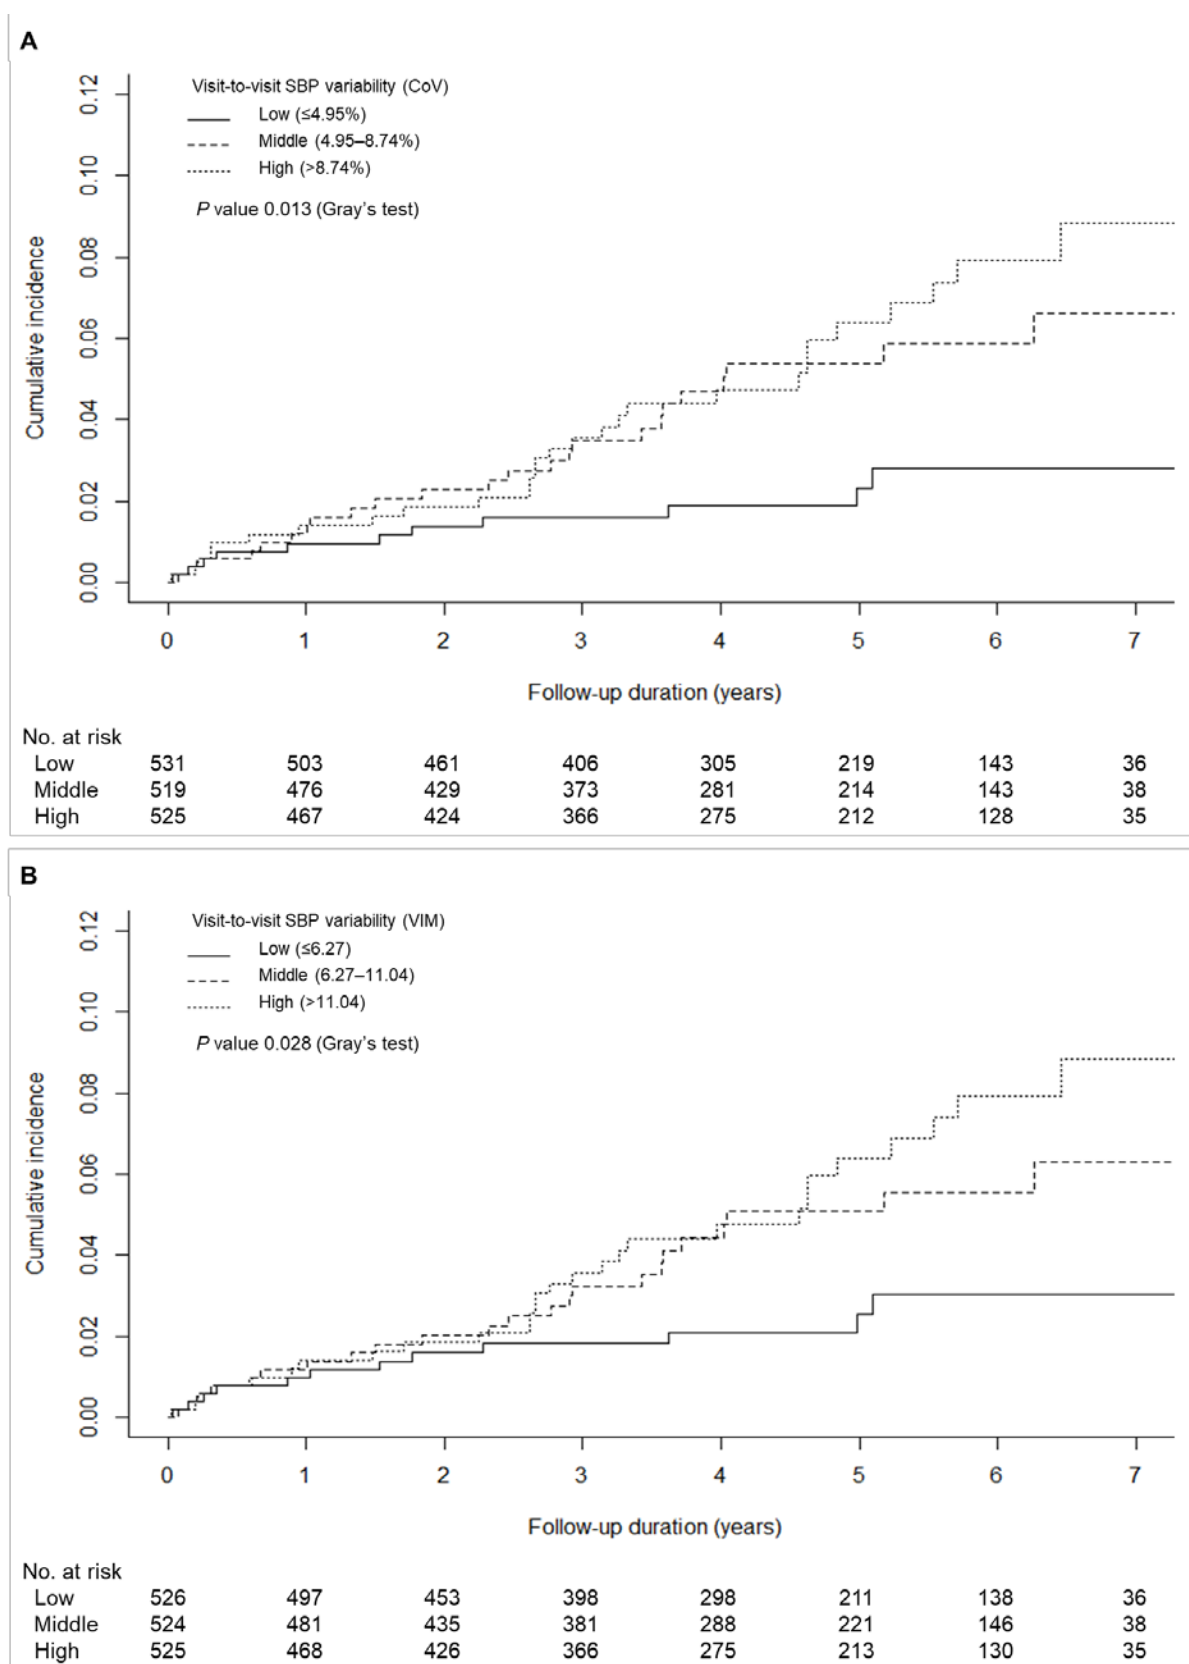 A
Visit-to-visit SBP variability (CoV)
Low (≤4.95%)
Middle (4.95–8.74%)
High (>8.74%)
P value 0.013 (Gray's test)
Cumulative incidence
0.12
0.10
0.08
0.06
0.04
0.02
0.00
0 1 2 3 4 5 6 7
Follow-up duration (years)
No. at risk
Low 531 503 461 406 305 219 143 36
Middle 519 476 429 373 281 214 143 38
High 525 467 424 366 275 212 128 35
B
Visit-to-visit SBP variability (VIM)
Low (≤6.27)
Middle (6.27–11.04)
High (>11.04)
P value 0.028 (Gray's test)
Cumulative incidence
0.12
0.10
0.08
0.06
0.04
0.02
0.00
0 1 2 3 4 5 6 7
Follow-up duration (years)
No. at risk
Low 526 497 453 398 298 211 138 36
Middle 524 481 435 381 288 221 146 38
High 525 468 426 366 275 213 130 35